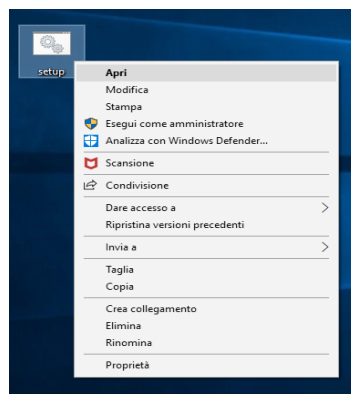 setup
Apri
Modifica
Stampa
Esegui come amministratore
Analizza con Windows Defender...
Scansione
Condivisione
Dare accesso a
Ripristina versioni precedenti
Invia a
Taglia
Copia
Crea collegamento
Elimina
Rinomina
Proprietà